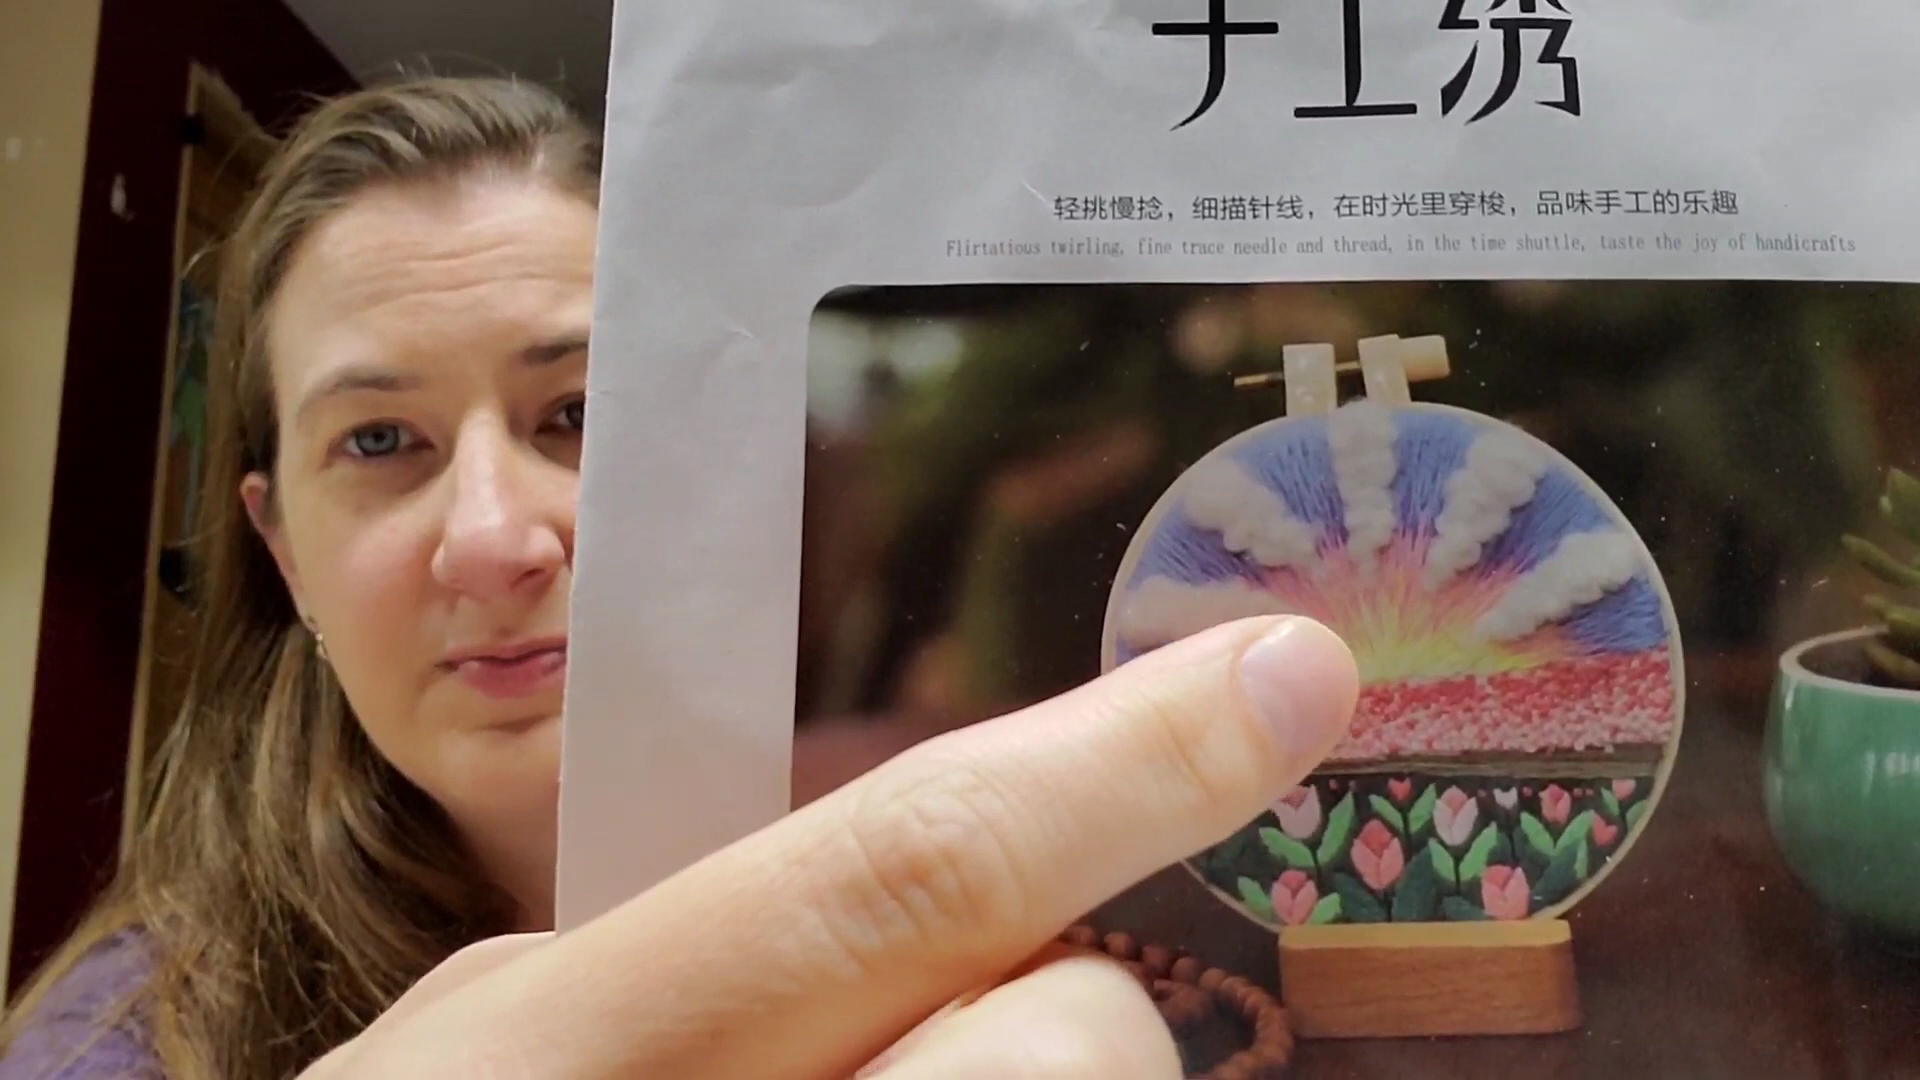 手工绣
轻挑慢捻，细描针线，在时光里穿梭，品味手工的乐趣
Flirtatious twirling, fine trace needle and thread, in the time shuttle, taste the joy of handicrafts